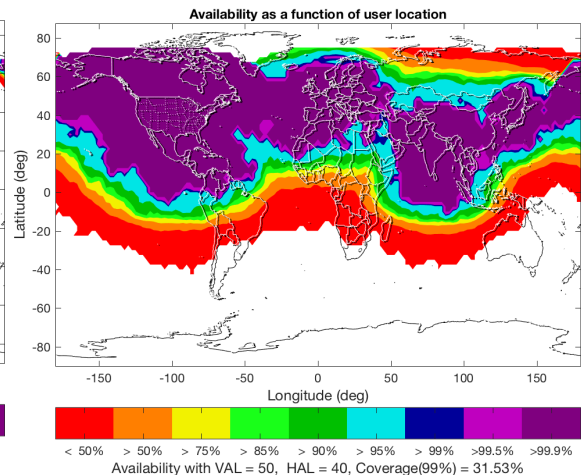 Availability as a function of user location
80
60
40
20
0
-20
-40
-60
-80
Latitude (deg)
-150 -100 -50 0 50 100 150
Longitude (deg)
< 50% > 50% > 75% > 85% > 90% > 95% > 99% >99.5% >99.9%
Availability with VAL = 50, HAL = 40, Coverage(99%) = 31.53%